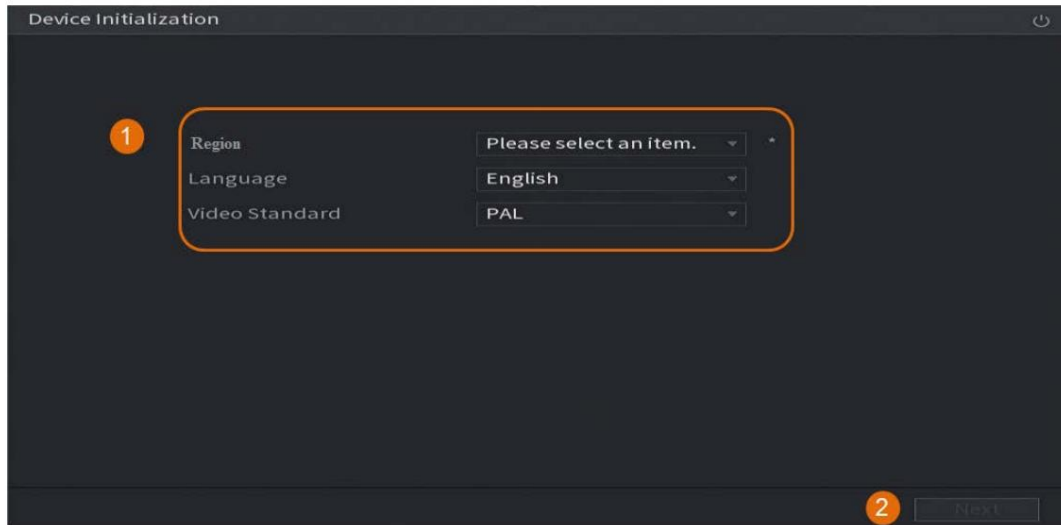 Device Initialization
1
Region Please select an item. *
Language English
Video Standard PAL
2 Next